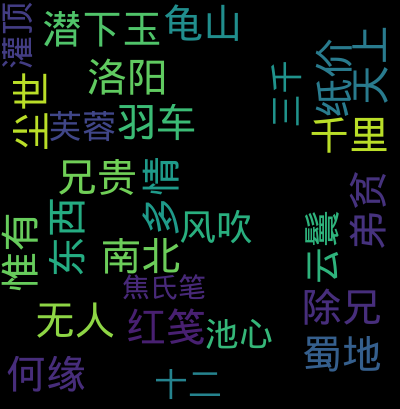 灌顶
潜下玉
龟山
洛阳
三千
纸价
天上
尘世
芙蓉
羽车
千里
兄贵
多情
弟贫
惟有
东西
风吹
云鬟
南北
焦氏笔
无人
红笺
池心
除兄
蜀地
何缘
十二